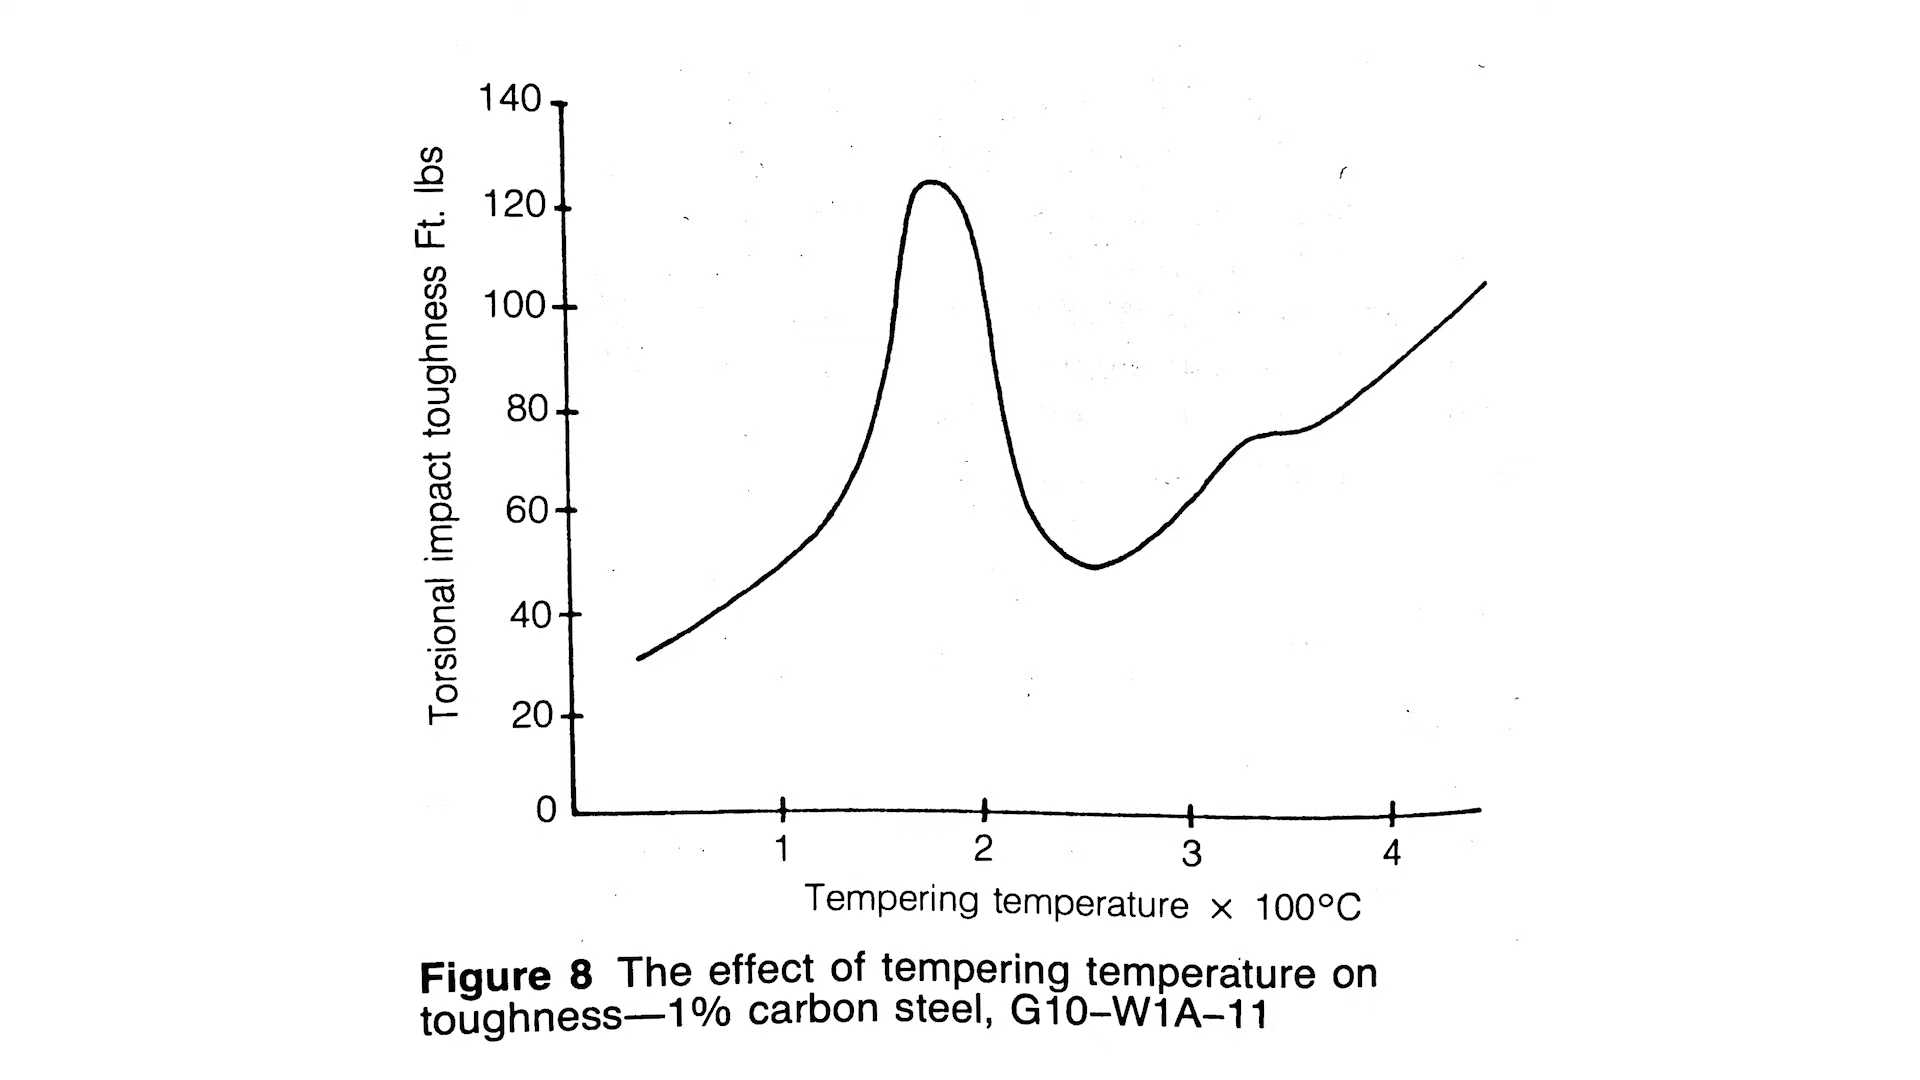 140
120
100
80
60
40
20
0
Torsional impact toughness Ft. lbs
1 2 3 4
Tempering temperature × 100°C
Figure 8 The effect of tempering temperature on
toughness—1% carbon steel, G10–W1A–11